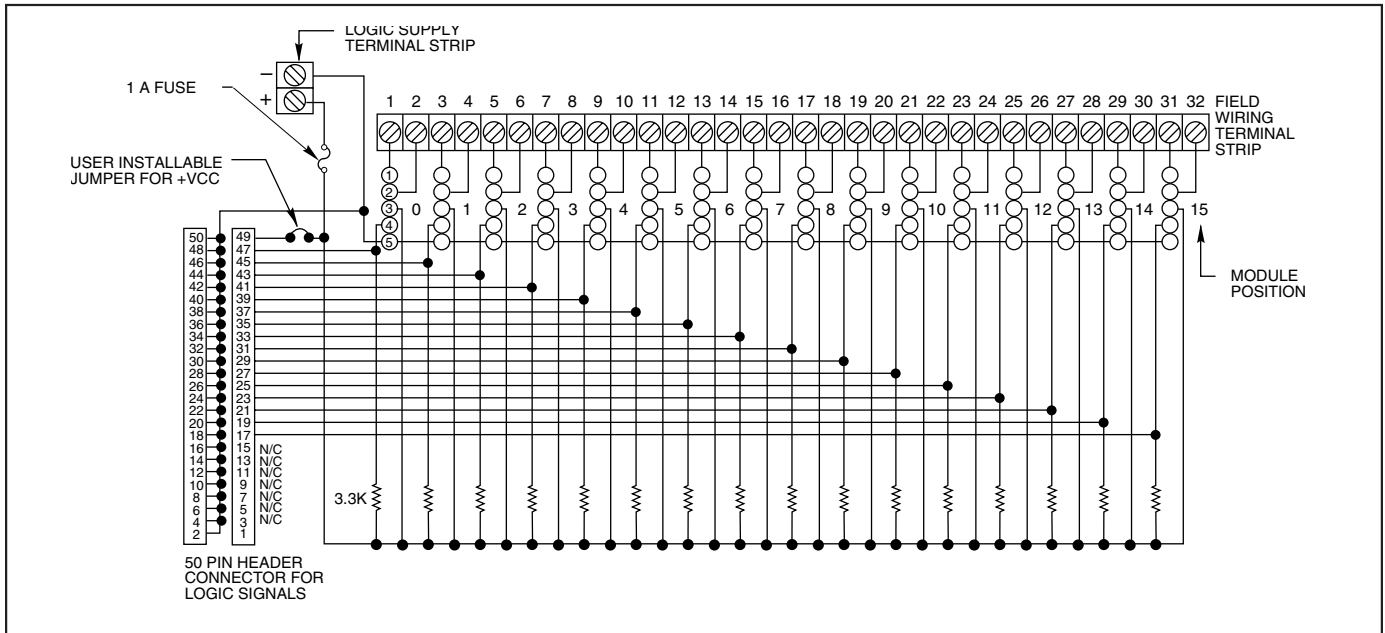 LOGIC SUPPLY
TERMINAL STRIP
1 A FUSE
−
+
1 2 3 4 5 6 7 8 9 10 11 12 13 14 15 16 17 18 19 20 21 22 23 24 25 26 27 28 29 30 31 32
FIELD
WIRING
TERMINAL
STRIP
USER INSTALLABLE
JUMPER FOR +VCC
1
2
3
4
5
0 1 2 3 4 5 6 7 8 9 10 11 12 13 14 15
MODULE
POSITION
50 49
48 47
46 45
44 43
42 41
40 39
38 37
36 35
34 33
32 31
30 29
28 27
26 25
24 23
22 21
20 19
18 17
16 15 N/C
14 13 N/C
12 11 N/C
10 9 N/C
8 7 N/C
6 5 N/C
4 3 N/C
2 1
3.3K
50 PIN HEADER
CONNECTOR FOR
LOGIC SIGNALS